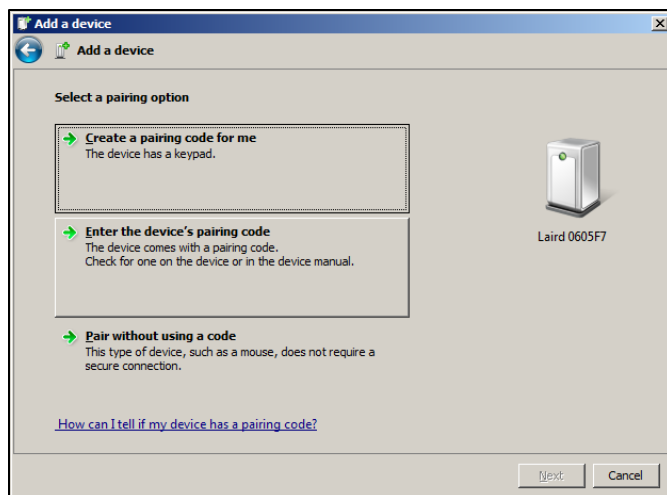 Add a device
Add a device
Select a pairing option
Create a pairing code for me
The device has a keypad.
Enter the device's pairing code
The device comes with a pairing code.
Check for one on the device or in the device manual.
Laird 0605F7
Pair without using a code
This type of device, such as a mouse, does not require a
secure connection.
How can I tell if my device has a pairing code?
Next Cancel